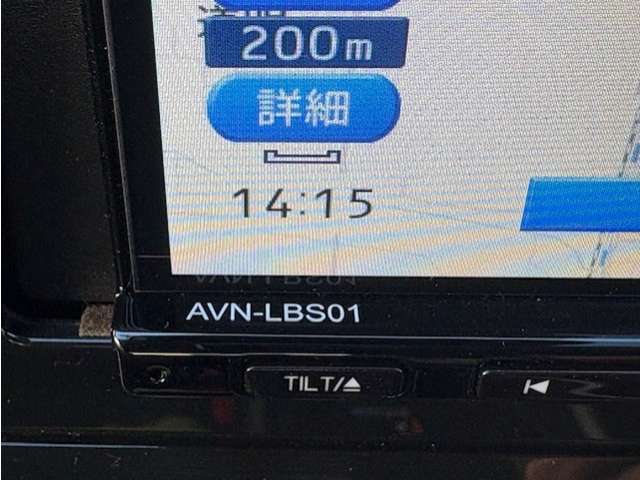 200m
詳細
14:15
AVN-LBS01
TILT/⏏